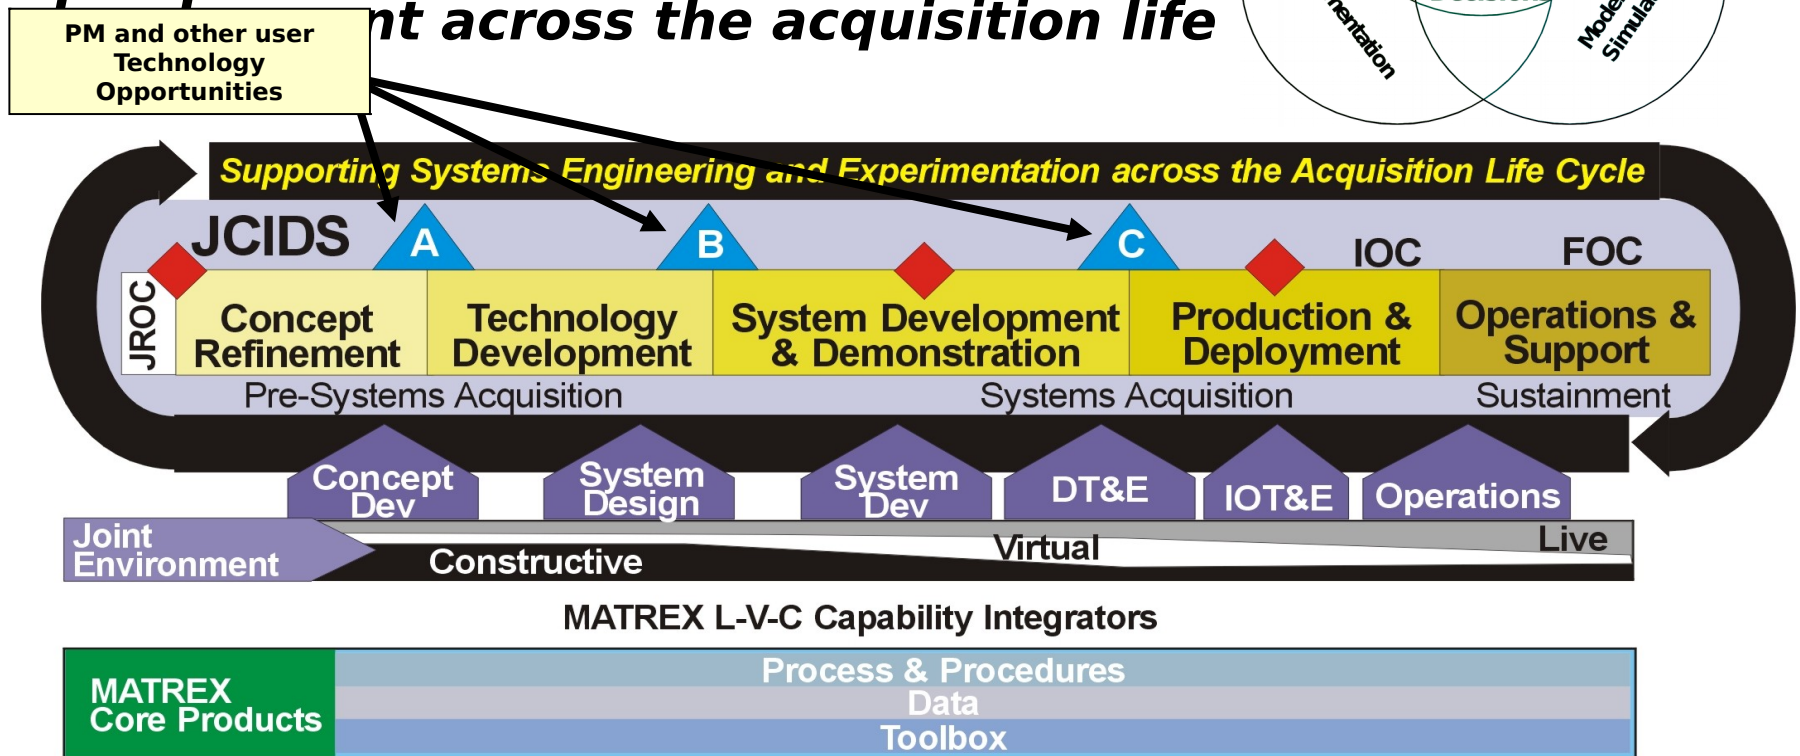 nt across the acquisition life
PM and other user
Technology
Opportunities
Supporting Systems Engineering and Experimentation across the Acquisition Life Cycle
JCIDS
A
B
C
IOC
FOC
JROC
Concept
Refinement
Technology
Development
System Development
& Demonstration
Production &
Deployment
Operations &
Support
Pre-Systems Acquisition
Systems Acquisition
Sustainment
Concept
Dev
System
Design
System
Dev
DT&E
IOT&E
Operations
Joint
Environment
Constructive
Virtual
Live
MATREX L-V-C Capability Integrators
MATREX
Core Products
Process & Procedures
Data
Toolbox